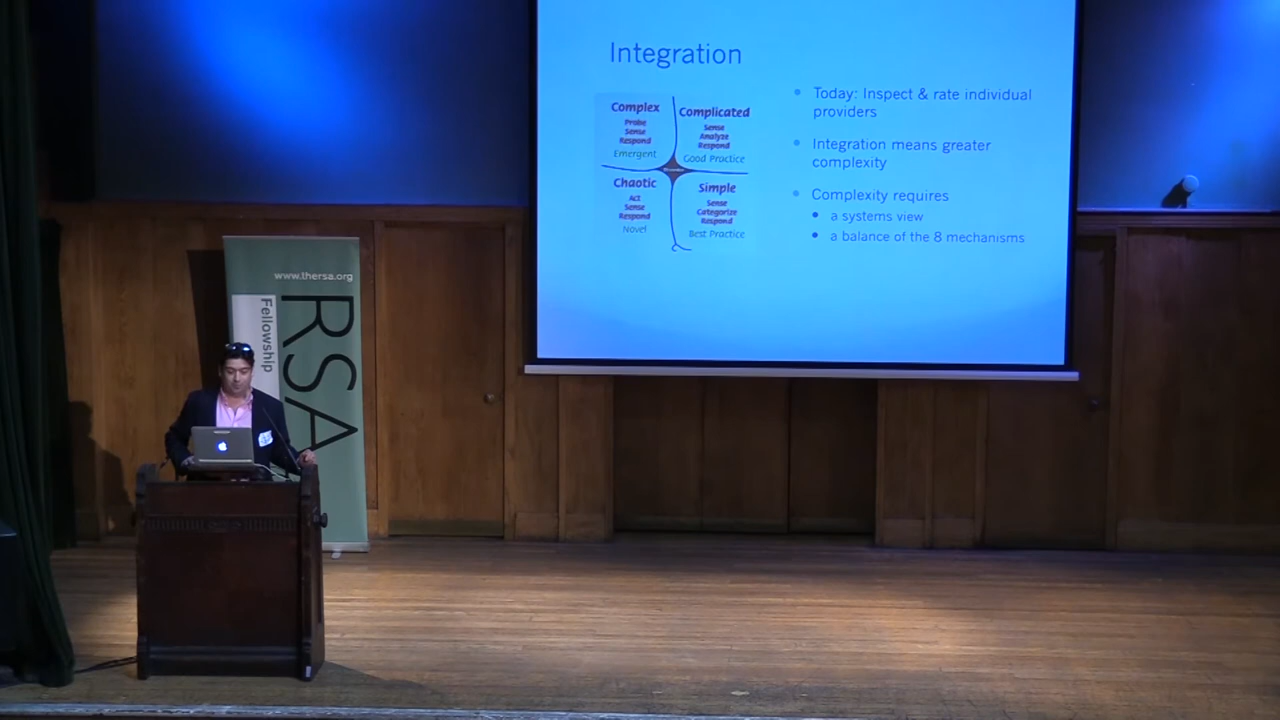 Integration
Complex
Probe
Sense
Respond
Emergent
Complicated
Sense
Analyze
Respond
Good Practice
Chaotic
Act
Sense
Respond
Novel
Simple
Sense
Categorize
Respond
Best Practice
Today: Inspect & rate individual
providers
Integration means greater
complexity
Complexity requires
a systems view
a balance of the 8 mechanisms
www.thersa.org
Fellowship
RSA